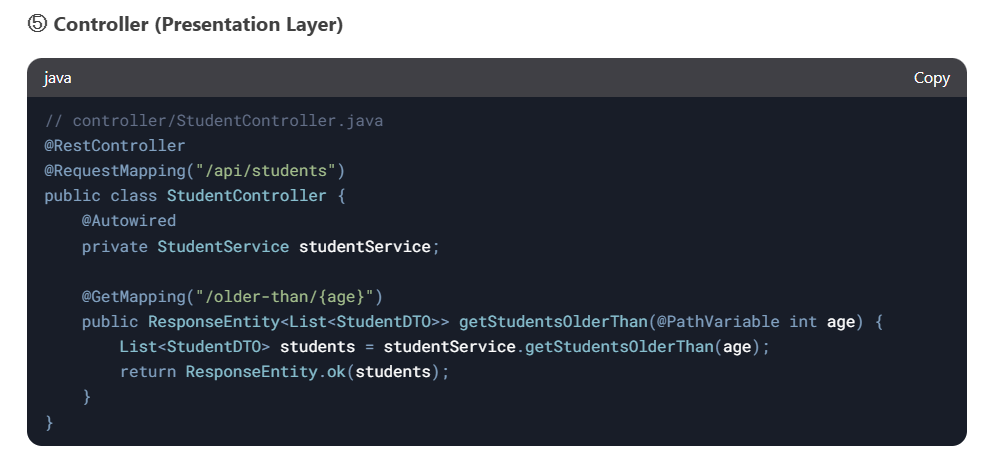 ⑤ Controller (Presentation Layer)
java
Copy
// controller/StudentController.java
@RestController
@RequestMapping("/api/students")
public class StudentController {
    @Autowired
    private StudentService studentService;

    @GetMapping("/older-than/{age}")
    public ResponseEntity<List<StudentDTO>> getStudentsOlderThan(@PathVariable int age) {
        List<StudentDTO> students = studentService.getStudentsOlderThan(age);
        return ResponseEntity.ok(students);
    }
}